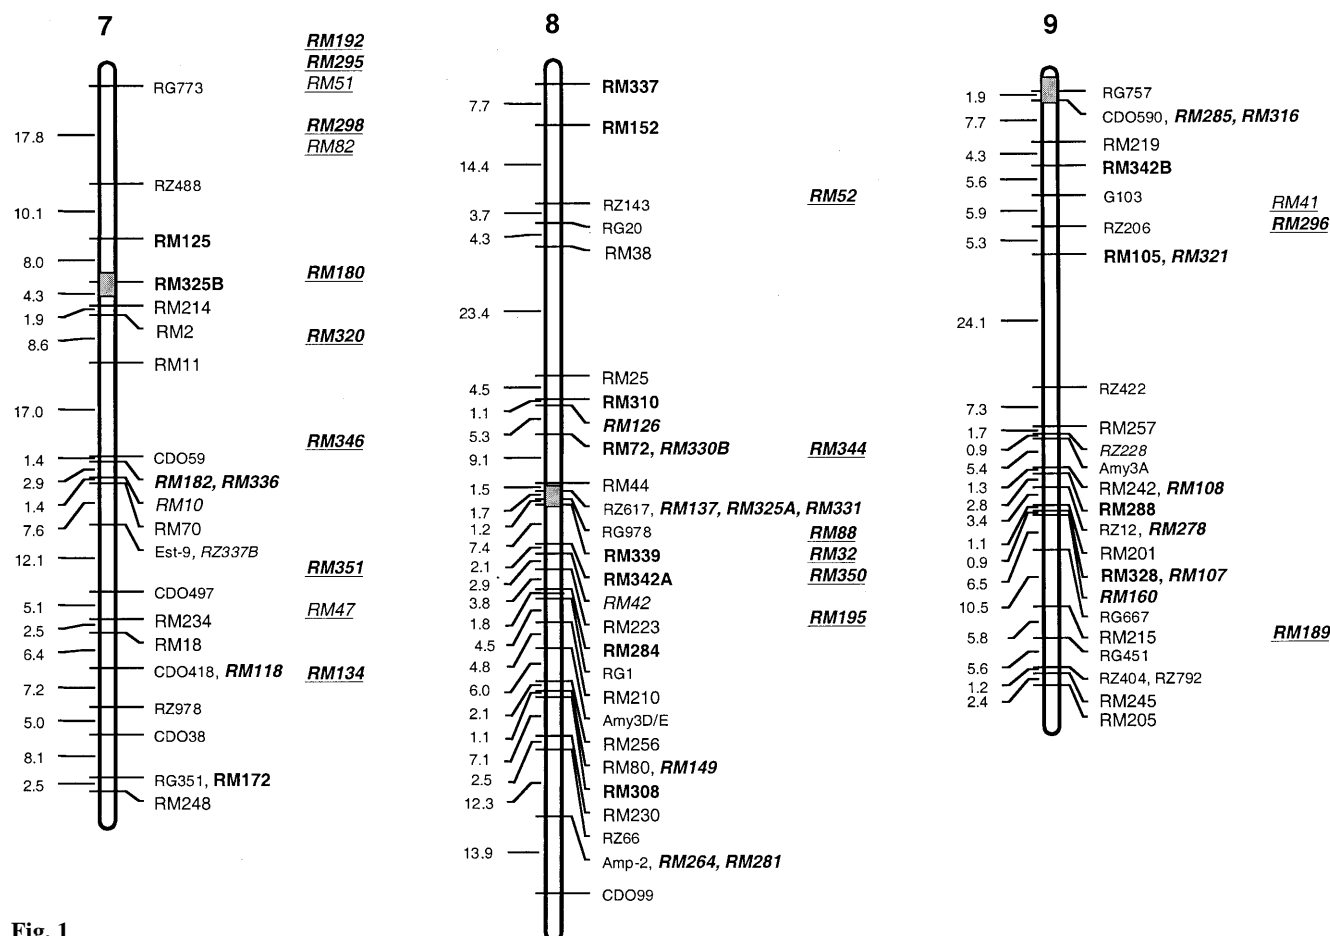 7
RM192
RM295
RM51
RM298
RM82
RM180
RM320
RM346
RM351
RM47
RM134
17.8
10.1
8.0
4.3
1.9
8.6
17.0
1.4
2.9
1.4
7.6
12.1
5.1
2.5
6.4
7.2
5.0
8.1
2.5
RG773
RZ488
RM125
RM325B
RM214
RM2
RM11
CDO59
RM182, RM336
RM10
RM70
Est-9, RZ337B
CDO497
RM234
RM18
CDO418, RM118
RZ978
CDO38
RG351, RM172
RM248
8
7.7
14.4
3.7
4.3
23.4
4.5
1.1
5.3
9.1
1.5
1.7
1.2
7.4
2.1
2.9
3.8
1.8
4.5
4.8
6.0
2.1
1.1
7.1
2.5
12.3
13.9
RM337
RM152
RZ143
RG20
RM38
RM25
RM310
RM126
RM72, RM330B
RM44
RZ617, RM137, RM325A, RM331
RG978
RM339
RM342A
RM42
RM223
RM284
RG1
RM210
Amy3D/E
RM256
RM80, RM149
RM308
RM230
RZ66
Amp-2, RM264, RM281
CDO99
RM52
RM344
RM88
RM32
RM350
RM195
9
1.9
7.7
4.3
5.6
5.9
5.3
24.1
7.3
1.7
0.9
5.4
1.3
2.8
3.4
1.1
0.9
6.5
10.5
5.8
5.6
1.2
2.4
RG757
CDO590, RM285, RM316
RM219
RM342B
G103
RZ206
RM105, RM321
RZ422
RM257
RZ228
Amy3A
RM242, RM108
RM288
RZ12, RM278
RM201
RM328, RM107
RM160
RG667
RM215
RG451
RZ404, RZ792
RM245
RM205
RM41
RM296
RM189
Fig. 1